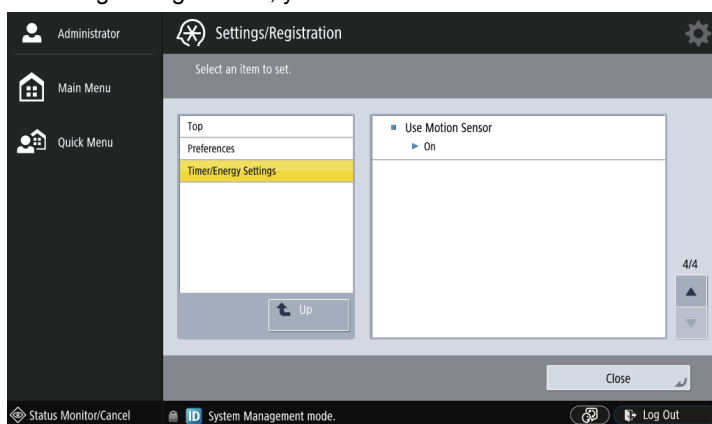 Administrator
Main Menu
Quick Menu
Status Monitor/Cancel
Settings/Registration
Select an item to set.
Top
Preferences
Timer/Energy Settings
Up
Use Motion Sensor
On
4/4
Close
ID System Management mode.
Log Out